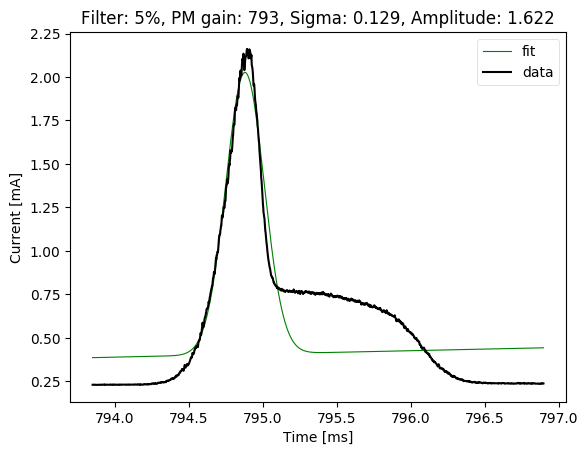 Filter: 5%, PM gain: 793, Sigma: 0.129, Amplitude: 1.622
fit
data
2.25
2.00
1.75
1.50
1.25
1.00
0.75
0.50
0.25
Current [mA]
794.0 794.5 795.0 795.5 796.0 796.5 797.0
Time [ms]